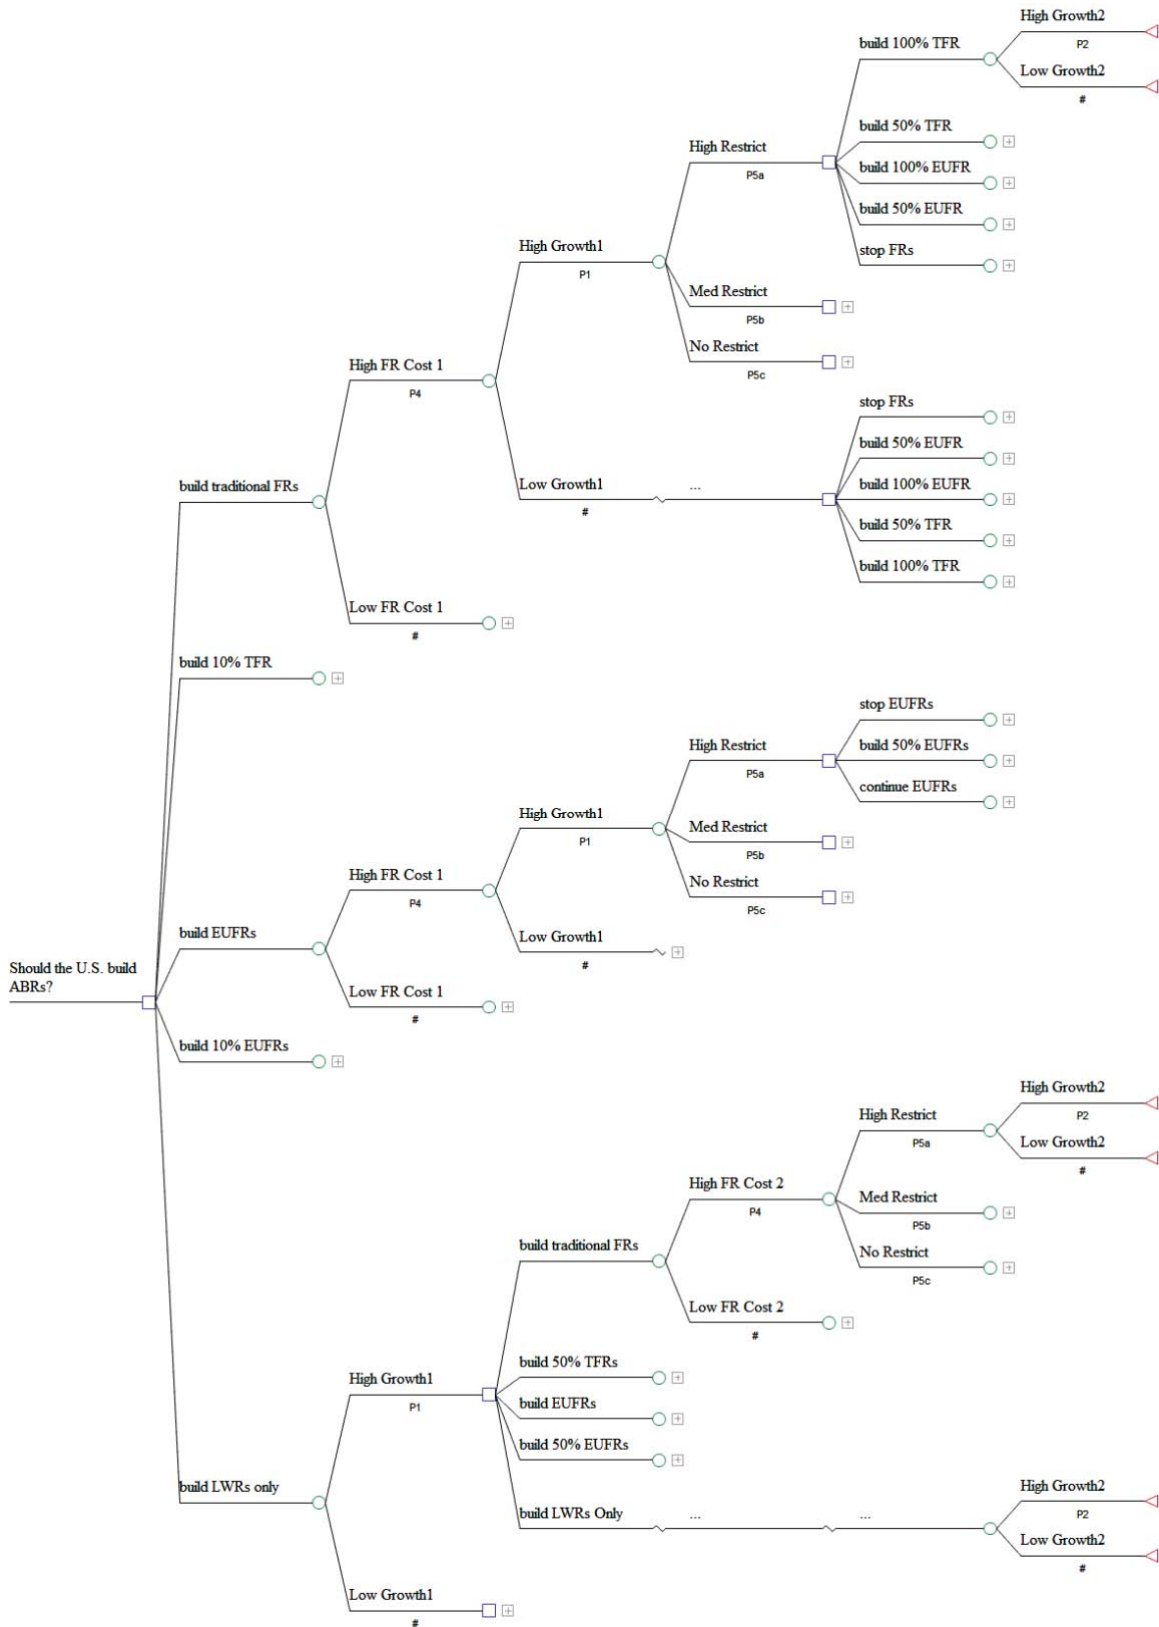 High Growth2
P2
build 100% TFR
Low Growth2
#
build 50% TFR
High Restrict
P5a
build 100% EUFR
build 50% EUFR
High Growth1
P1
stop FRs
Med Restrict
P5b
No Restrict
P5c
High FR Cost 1
P4
stop FRs
build 50% EUFR
build traditional FRs
Low Growth1
...
#
build 100% EUFR
build 50% TFR
build 100% TFR
Low FR Cost 1
#
build 10% TFR
stop EUFRs
High Restrict
P5a
build 50% EUFRs
continue EUFRs
High Growth1
P1
Med Restrict
P5b
High FR Cost 1
P4
No Restrict
P5c
build EUFRs
Low Growth1
#
Should the U.S. build
ABRs?
Low FR Cost 1
#
build 10% EUFRs
High Growth2
P2
High Restrict
P5a
Low Growth2
#
High FR Cost 2
P4
Med Restrict
P5b
build traditional FRs
No Restrict
P5c
Low FR Cost 2
#
build 50% TFRs
High Growth1
P1
build EUFRs
build 50% EUFRs
build LWRs only
High Growth2
P2
build LWRs Only
...
...
Low Growth2
#
Low Growth1
#